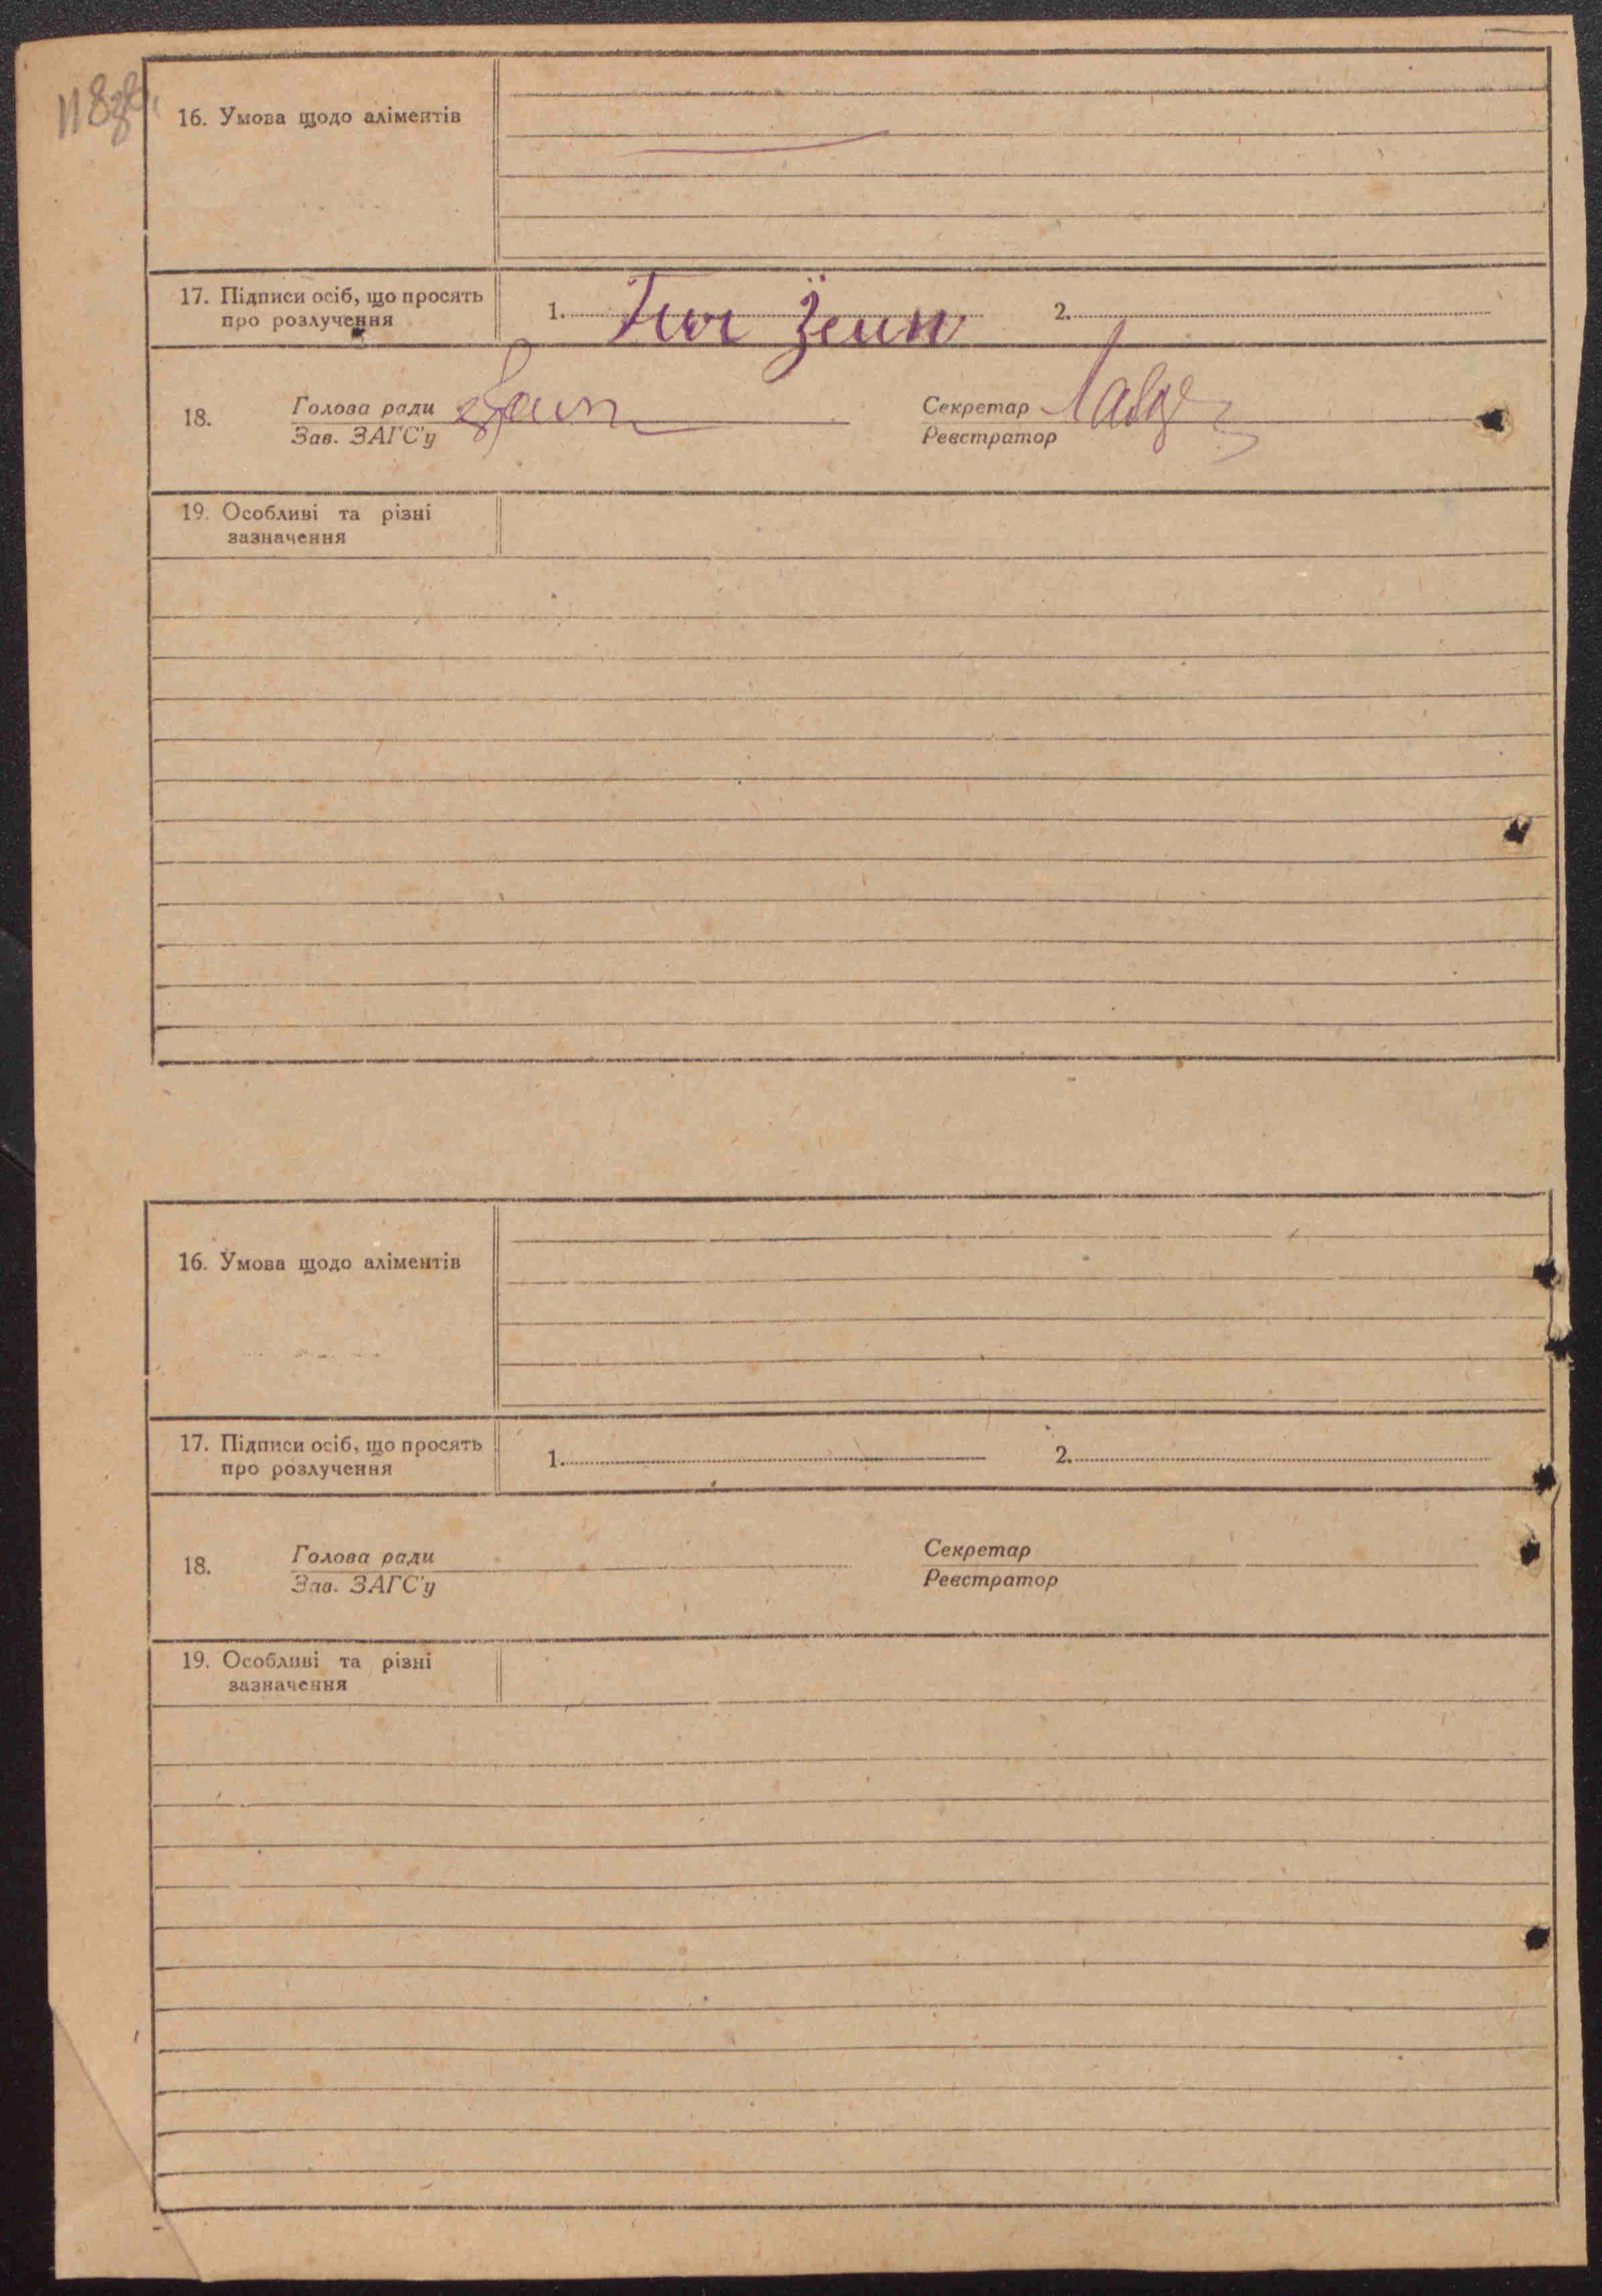 16. Умова щодо аліментів
17. Підписи осіб, що просять
про розлучення
1.
2.
18.
Голова ради
Зав. ЗАГС'у
Секретар
Реєстратор
19. Особливі та різні
зазначення
16. Умова щодо аліментів
17. Підписи осіб, що просять
про розлучення
1.
2.
18.
Голова ради
Зав. ЗАГС'у
Секретар
Реєстратор
19. Особливі та різні
зазначення